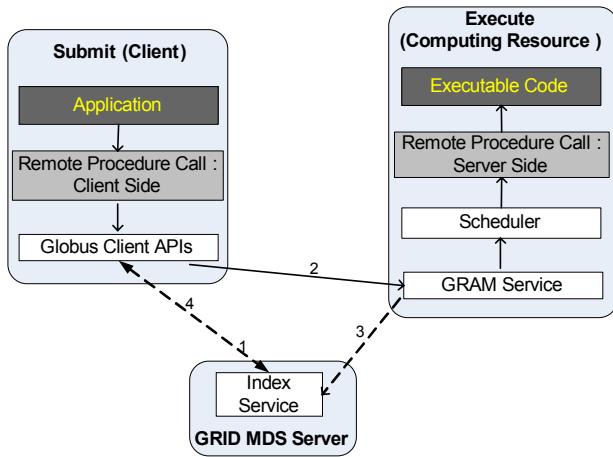 Submit (Client)
Application
Remote Procedure Call :
Client Side
Globus Client APIs
Execute
(Computing Resource )
Executable Code
Remote Procedure Call :
Server Side
Scheduler
GRAM Service
2
4
3
1
Index
Service
GRID MDS Server